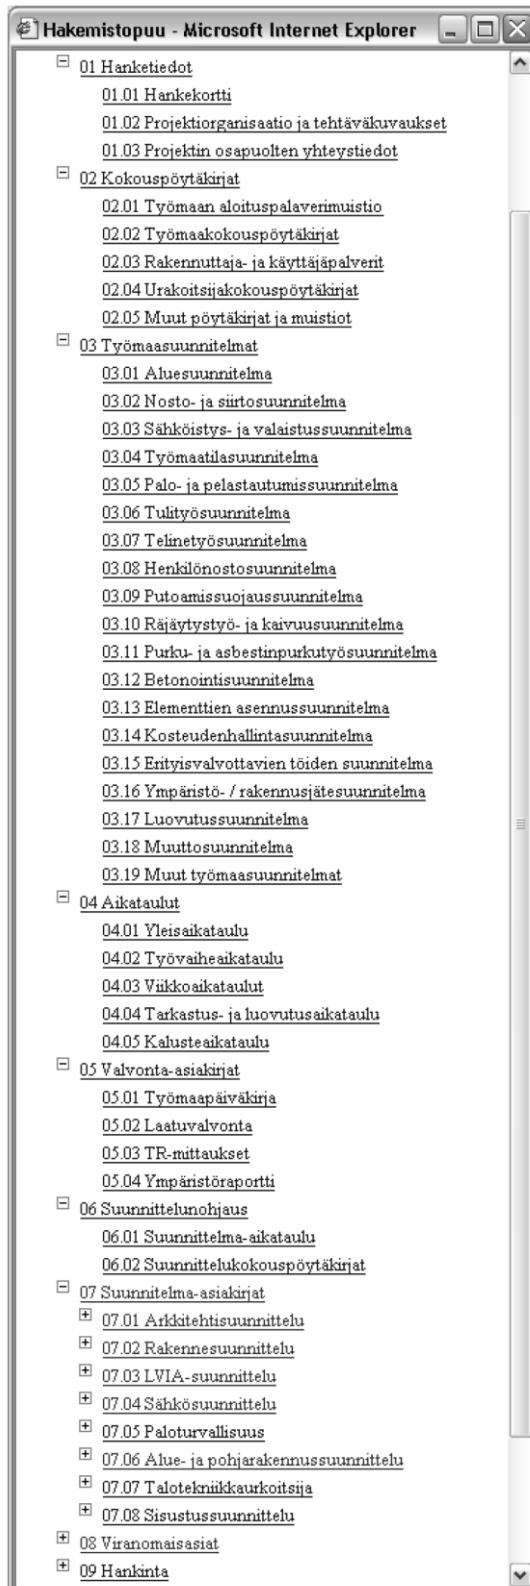 Hakemistopuu - Microsoft Internet Explorer
01 Hanketiedot
01.01 Hankekortti
01.02 Projektiorganisaatio ja tehtäväkuvaukset
01.03 Projektin osapuolten yhteystiedot
02 Kokouspöytäkirjat
02.01 Työmaan aloituspalaverimuistio
02.02 Työmaakokouspöytäkirjat
02.03 Rakennuttaja- ja käyttäjäpalverit
02.04 Urakoitsijakokouspöytäkirjat
02.05 Muut pöytäkirjat ja muistiot
03 Työmaasuunnitelmat
03.01 Aluesuunnitelma
03.02 Nosto- ja siirtosuunnitelma
03.03 Sähköistys- ja valaistussuunnitelma
03.04 Työmaatilasuunnitelma
03.05 Palo- ja pelastautumissuunnitelma
03.06 Tulityösuunnitelma
03.07 Telinetyösuunnitelma
03.08 Henkilönostosuunnitelma
03.09 Putoamissuojaussuunnitelma
03.10 Räjäytystyö- ja kaivuusuunnitelma
03.11 Purku- ja asbestinpurkutyösuunnitelma
03.12 Betonointisuunnitelma
03.13 Elementtien asennussuunnitelma
03.14 Kosteudenhallintasuunnitelma
03.15 Erityisvalvottavien töiden suunnitelma
03.16 Ympäristö- / rakennusjätesuunnitelma
03.17 Luovutussuunnitelma
03.18 Muuttosuunnitelma
03.19 Muut työmaasuunnitelmat
04 Aikataulut
04.01 Yleisaikataulu
04.02 Työvaiheaikataulu
04.03 Viikkoaikataulut
04.04 Tarkastus- ja luovutusaikataulu
04.05 Kalusteaikataulu
05 Valvonta-asiakirjat
05.01 Työmaapäiväkirja
05.02 Laatuvalvonta
05.03 TR-mittaukset
05.04 Ympäristöraportti
06 Suunnittelunohjaus
06.01 Suunnittelma-aikataulu
06.02 Suunnittelukokouspöytäkirjat
07 Suunnitelma-asiakirjat
07.01 Arkkitehtisuunnittelu
07.02 Rakennesuunnittelu
07.03 LVIA-suunnittelu
07.04 Sähkösuunnittelu
07.05 Paloturvallisuus
07.06 Alue- ja pohjarakennussuunnittelu
07.07 Talotekniikkaurkoitsija
07.08 Sisustussuunnittelu
08 Viranomaisasiat
09 Hankinta